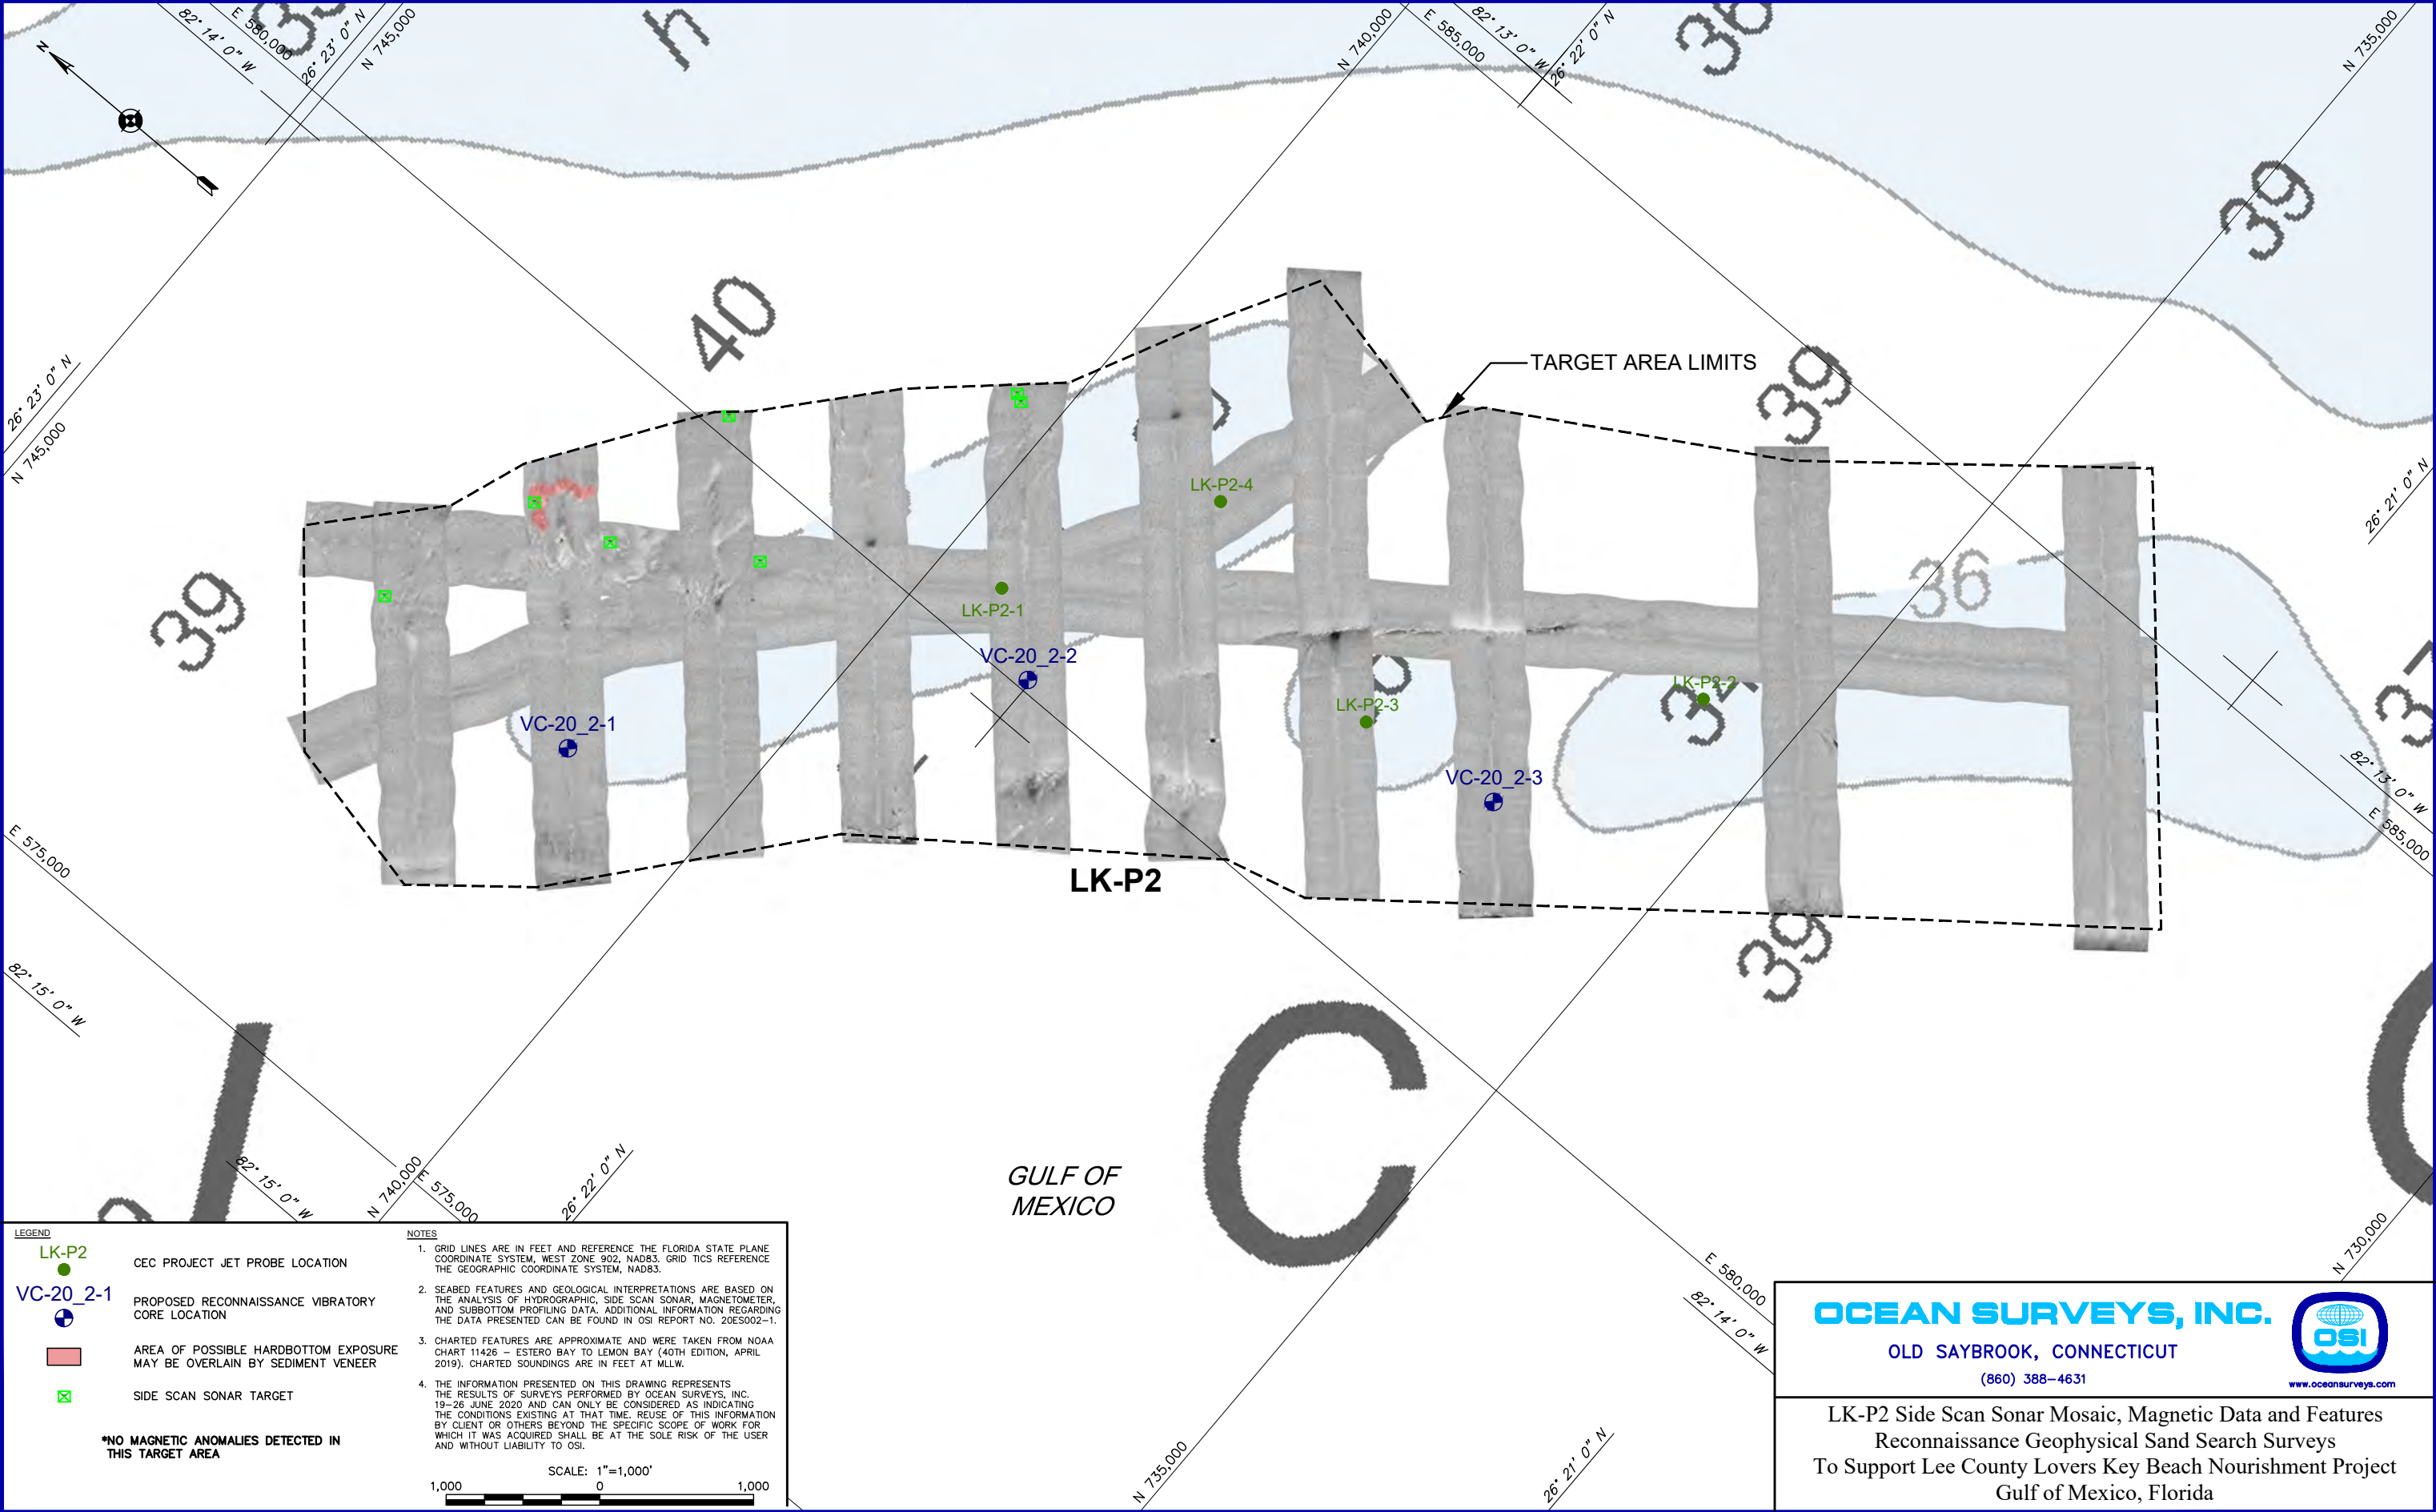 82° 14' 0" W
E 580,000
26° 23' 0" N
N 745,000
h
N 740,000
E 585,000
82° 13' 0" W
26° 22' 0" N
36
N 735,000
N
39
40
26° 23' 0" N
N 745,000
TARGET AREA LIMITS
39
LK-P2-4
26° 21' 0" N
39
LK-P2-1
36
VC-20_2-2
LK-P2-2
LK-P2-3
VC-20_2-1
VC-20_2-3
82° 13' 0" W
E 585,000
E 575,000
LK-P2
39
82° 15' 0" W
C
82° 15' 0" W
N 740,000
E 575,000
26° 22' 0" N
GULF OF
MEXICO
E 580,000
82° 14' 0" W
N 730,000
N 735,000
26° 21' 0" N
LEGEND
LK-P2
CEC PROJECT JET PROBE LOCATION
VC-20_2-1
PROPOSED RECONNAISSANCE VIBRATORY
CORE LOCATION
AREA OF POSSIBLE HARDBOTTOM EXPOSURE
MAY BE OVERLAIN BY SEDIMENT VENEER
SIDE SCAN SONAR TARGET
*NO MAGNETIC ANOMALIES DETECTED IN
THIS TARGET AREA
NOTES
1. GRID LINES ARE IN FEET AND REFERENCE THE FLORIDA STATE PLANE
COORDINATE SYSTEM, WEST ZONE 902, NAD83. GRID TICS REFERENCE
THE GEOGRAPHIC COORDINATE SYSTEM, NAD83.
2. SEABED FEATURES AND GEOLOGICAL INTERPRETATIONS ARE BASED ON
THE ANALYSIS OF HYDROGRAPHIC, SIDE SCAN SONAR, MAGNETOMETER,
AND SUBBOTTOM PROFILING DATA. ADDITIONAL INFORMATION REGARDING
THE DATA PRESENTED CAN BE FOUND IN OSI REPORT NO. 20ES002-1.
3. CHARTED FEATURES ARE APPROXIMATE AND WERE TAKEN FROM NOAA
CHART 11426 – ESTERO BAY TO LEMON BAY (40TH EDITION, APRIL
2019). CHARTED SOUNDINGS ARE IN FEET AT MLLW.
4. THE INFORMATION PRESENTED ON THIS DRAWING REPRESENTS
THE RESULTS OF SURVEYS PERFORMED BY OCEAN SURVEYS, INC.
19-26 JUNE 2020 AND CAN ONLY BE CONSIDERED AS INDICATING
THE CONDITIONS EXISTING AT THAT TIME. REUSE OF THIS INFORMATION
BY CLIENT OR OTHERS BEYOND THE SPECIFIC SCOPE OF WORK FOR
WHICH IT WAS ACQUIRED SHALL BE AT THE SOLE RISK OF THE USER
AND WITHOUT LIABILITY TO OSI.
SCALE: 1"=1,000'
1,000 0 1,000
OCEAN SURVEYS, INC.
OLD SAYBROOK, CONNECTICUT
(860) 388-4631
OSI
www.oceansurveys.com
LK-P2 Side Scan Sonar Mosaic, Magnetic Data and Features
Reconnaissance Geophysical Sand Search Surveys
To Support Lee County Lovers Key Beach Nourishment Project
Gulf of Mexico, Florida